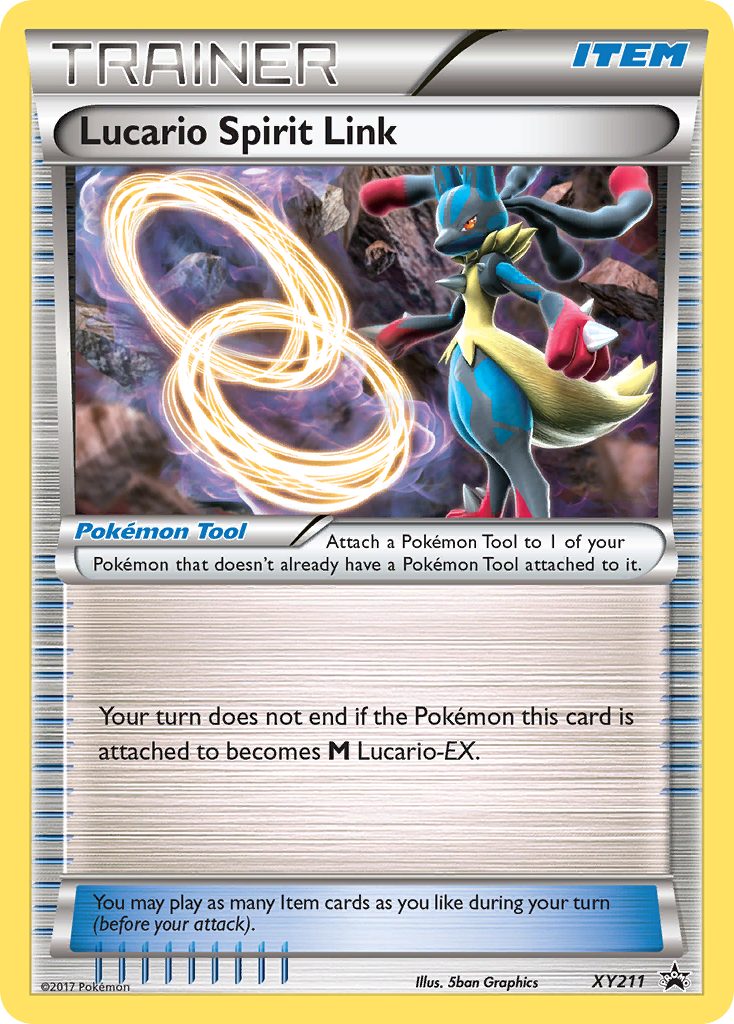 TRAINER
ITEM
Lucario Spirit Link
Pokémon Tool
Attach a Pokémon Tool to 1 of your
Pokémon that doesn't already have a Pokémon Tool attached to it.
Your turn does not end if the Pokémon this card is
attached to becomes M Lucario-EX.
You may play as many Item cards as you like during your turn
(before your attack).
©2017 Pokémon
Illus. 5ban Graphics
XY211
PROMO